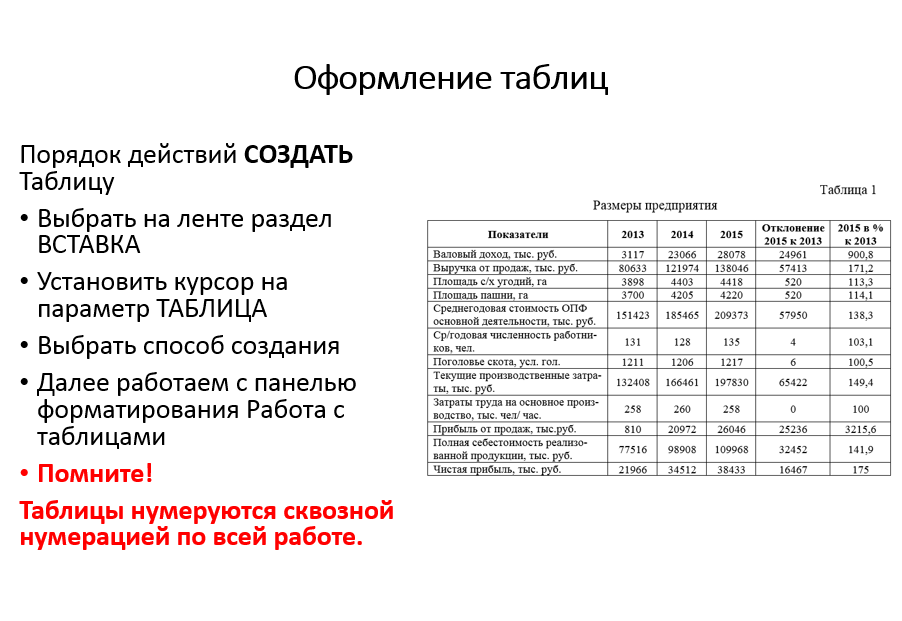 Оформление таблиц
Порядок действий СОЗДАТЬ
Таблицу
• Выбрать на ленте раздел
ВСТАВКА
• Установить курсор на
параметр ТАБЛИЦА
• Выбрать способ создания
• Далее работаем с панелью
форматирования Работа с
таблицами
• Помните!
Таблицы нумеруются сквозной
нумерацией по всей работе.
Таблица 1
Размеры предприятия
Показатели 2013 2014 2015 Отклонение 2015 к 2013 2015 в % к 2013
Валовый доход, тыс. руб. 3117 23066 28078 24961 900,8
Выручка от продаж, тыс. руб. 80633 121974 138046 57413 171,2
Площадь с/х угодий, га 3898 4403 4418 520 113,3
Площадь пашни, га 3700 4205 4220 520 114,1
Среднегодовая стоимость ОПФ
основной деятельности, тыс. руб. 151423 185465 209373 57950 138,3
Ср/годовая численность работни-
ков, чел. 131 128 135 4 103,1
Поголовье скота, усл. гол. 1211 1206 1217 6 100,5
Текущие производственные затра-
ты, тыс. руб. 132408 166461 197830 65422 149,4
Затраты труда на основное произ-
водство, тыс. чел/ час. 258 260 258 0 100
Прибыль от продаж, тыс.руб. 810 20972 26046 25236 3215,6
Полная себестоимость реализо-
ванной продукции, тыс. руб. 77516 98908 109968 32452 141,9
Чистая прибыль, тыс. руб. 21966 34512 38433 16467 175